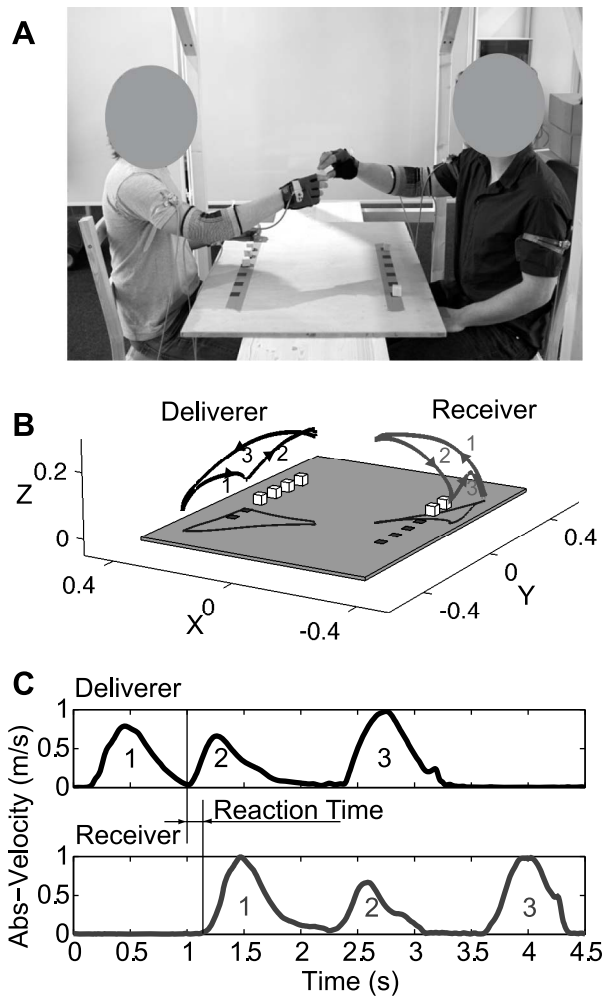 A
B
Deliverer
Receiver
3
2
1
1
2
3
0.2
Z
0
0.4
X
0
-0.4
-0.4
0
Y
0.4
C
Deliverer
1
0.5
0
1
2
3
Abs−Velocity (m/s)
Reaction Time
Receiver
1
0.5
0
1
2
3
0 0.5 1 1.5 2 2.5 3 3.5 4 4.5
Time (s)